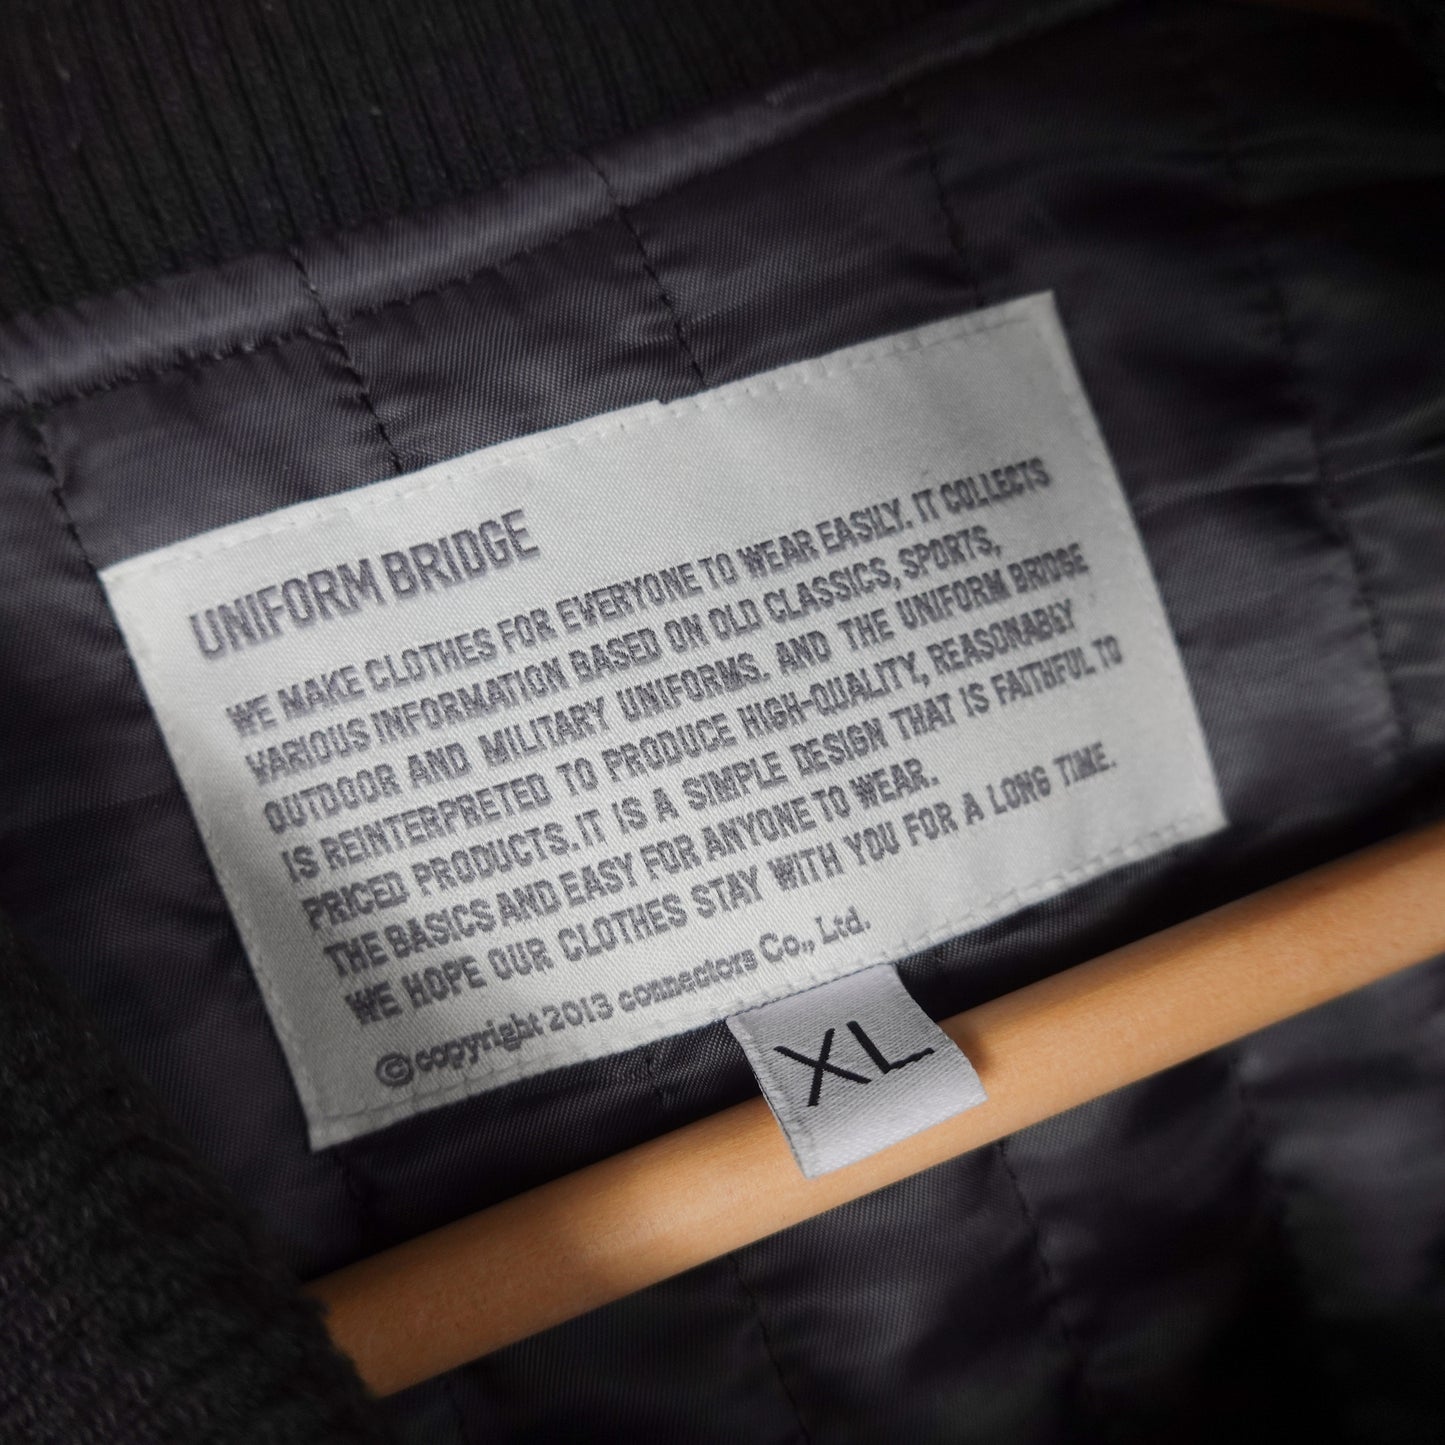 UNIFORM BRIDGE
WE MAKE CLOTHES FOR EVERYONE TO WEAR EASILY. IT COLLECTS
VARIOUS INFORMATION BASED ON OLD CLASSICS, SPORTS,
OUTDOOR AND MILITARY UNIFORMS. AND THE UNIFORM BRIDGE
IS REINTERPRETED TO PRODUCE HIGH-QUALITY, REASONABLY
PRICED PRODUCTS. IT IS A SIMPLE DESIGN THAT IS FAITHFUL TO
THE BASICS AND EASY FOR ANYONE TO WEAR.
WE HOPE OUR CLOTHES STAY WITH YOU FOR A LONG TIME.
© copyright 2013 connectors Co., Ltd.
XL